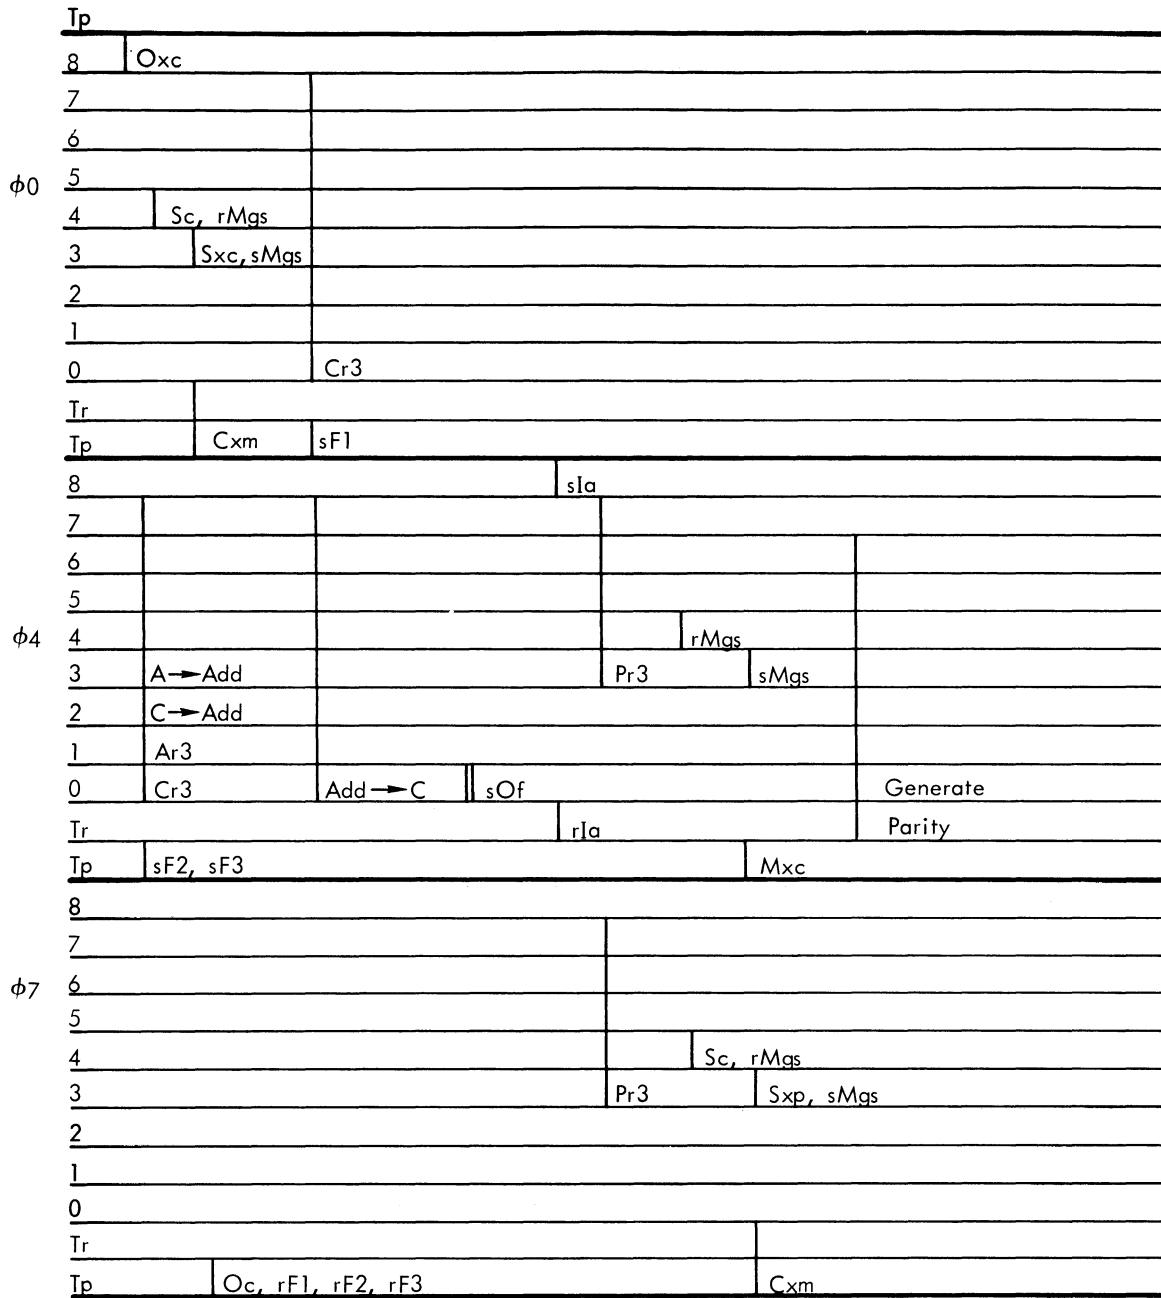 Tp
8 Oxc
7
6
φ0 5
4 Sc, rMgs
3 Sxc, sMgs
2
1
0 Cr3
Tr
Tp Cxm sF1
8 sIa
7
6
5
φ4 4 rMgs
3 A→Add Pr3 sMgs
2 C→Add
1 Ar3
0 Cr3 Add→C sOf Generate
Tr rIa Parity
Tp sF2, sF3 Mxc
8
7
φ7 6
5
4 Sc, rMgs
3 Pr3 Sxp, sMgs
2
1
0
Tr
Tp Oc, rF1, rF2, rF3 Cxm